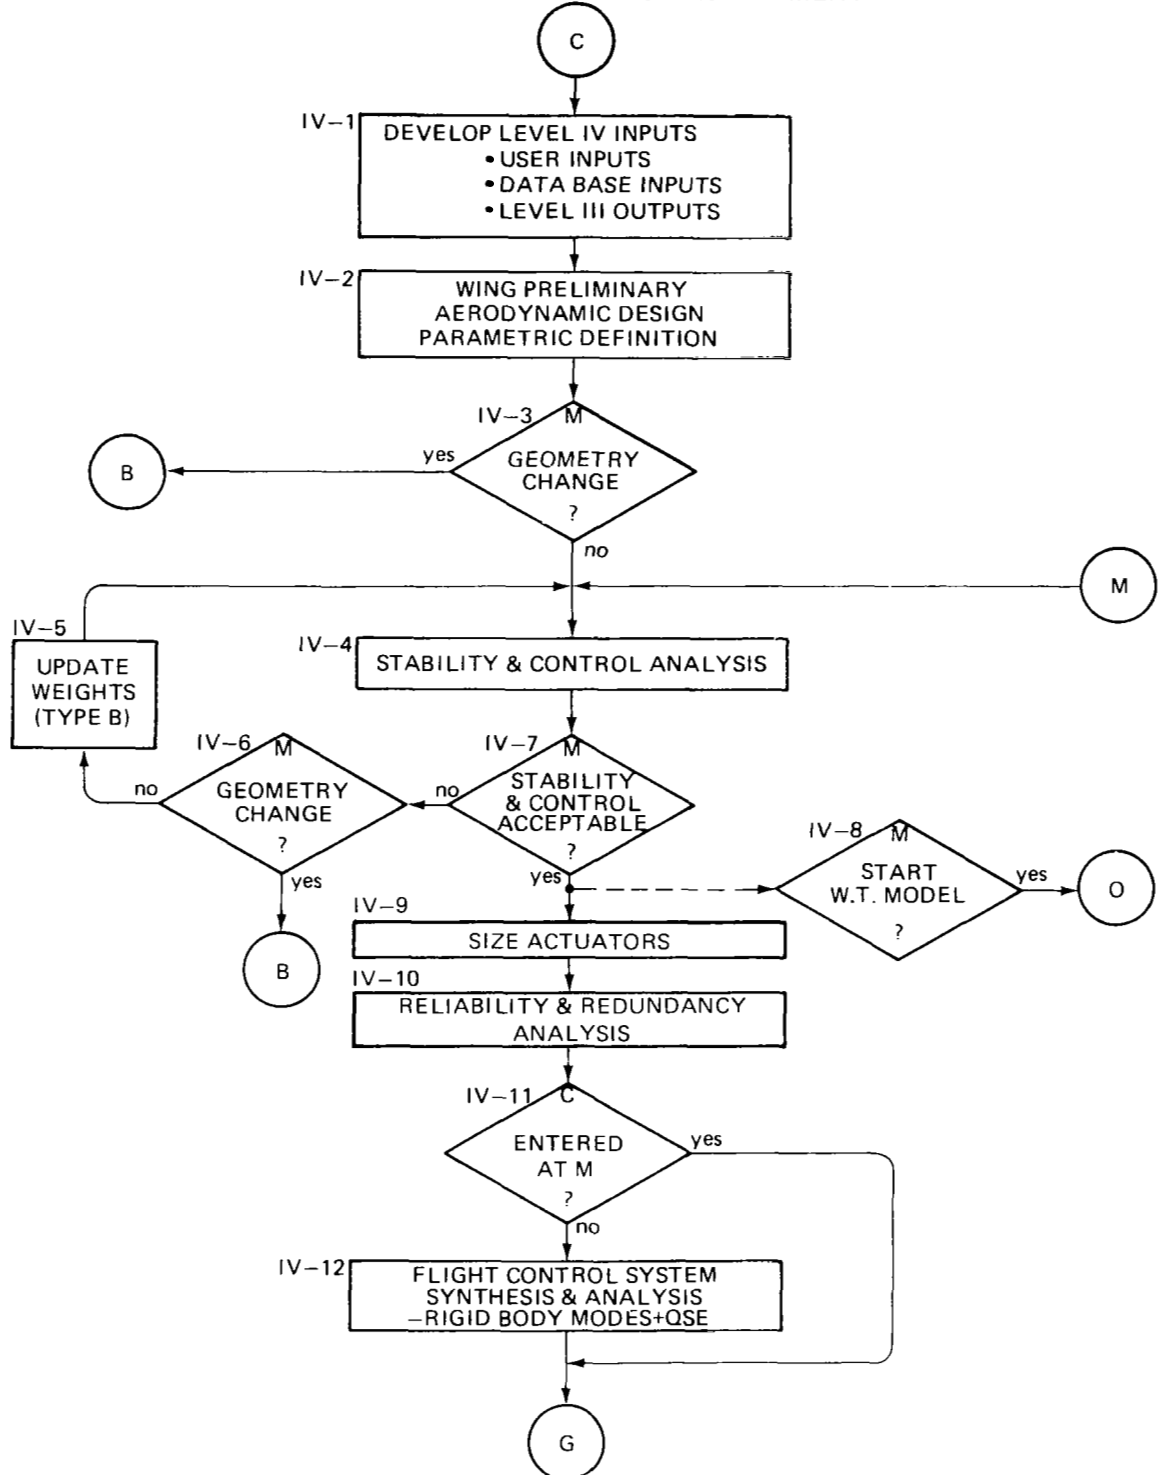 C
IV-1
DEVELOP LEVEL IV INPUTS
• USER INPUTS
• DATA BASE INPUTS
• LEVEL III OUTPUTS
IV-2
WING PRELIMINARY
AERODYNAMIC DESIGN
PARAMETRIC DEFINITION
IV-3
M
GEOMETRY
CHANGE
?
yes
B
no
M
IV-5
UPDATE
WEIGHTS
(TYPE B)
IV-4
STABILITY & CONTROL ANALYSIS
IV-6
M
GEOMETRY
CHANGE
?
no
yes
B
IV-7
M
STABILITY
& CONTROL
ACCEPTABLE
?
no
yes
IV-8
M
START
W.T. MODEL
?
yes
O
IV-9
SIZE ACTUATORS
IV-10
RELIABILITY & REDUNDANCY
ANALYSIS
IV-11
C
ENTERED
AT M
?
yes
no
IV-12
FLIGHT CONTROL SYSTEM
SYNTHESIS & ANALYSIS
–RIGID BODY MODES+QSE
G